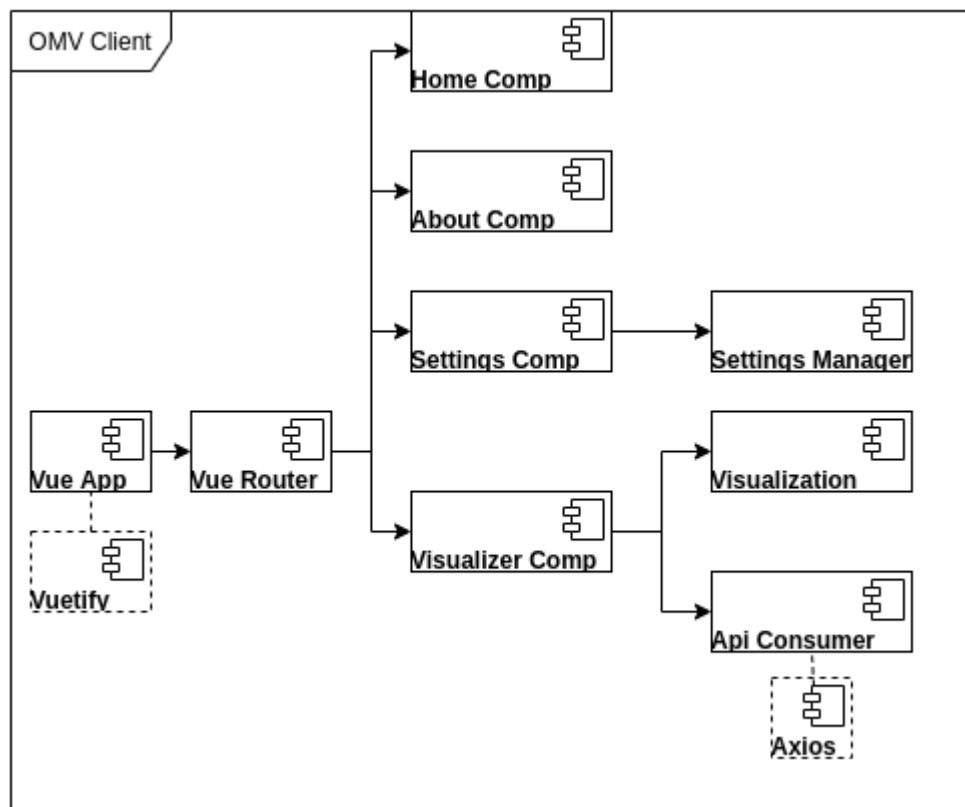 OMV Client
Home Comp
About Comp
Settings Comp
Settings Manager
Vue App
Vue Router
Visualization
Visualizer Comp
Vuetify
Api Consumer
Axios